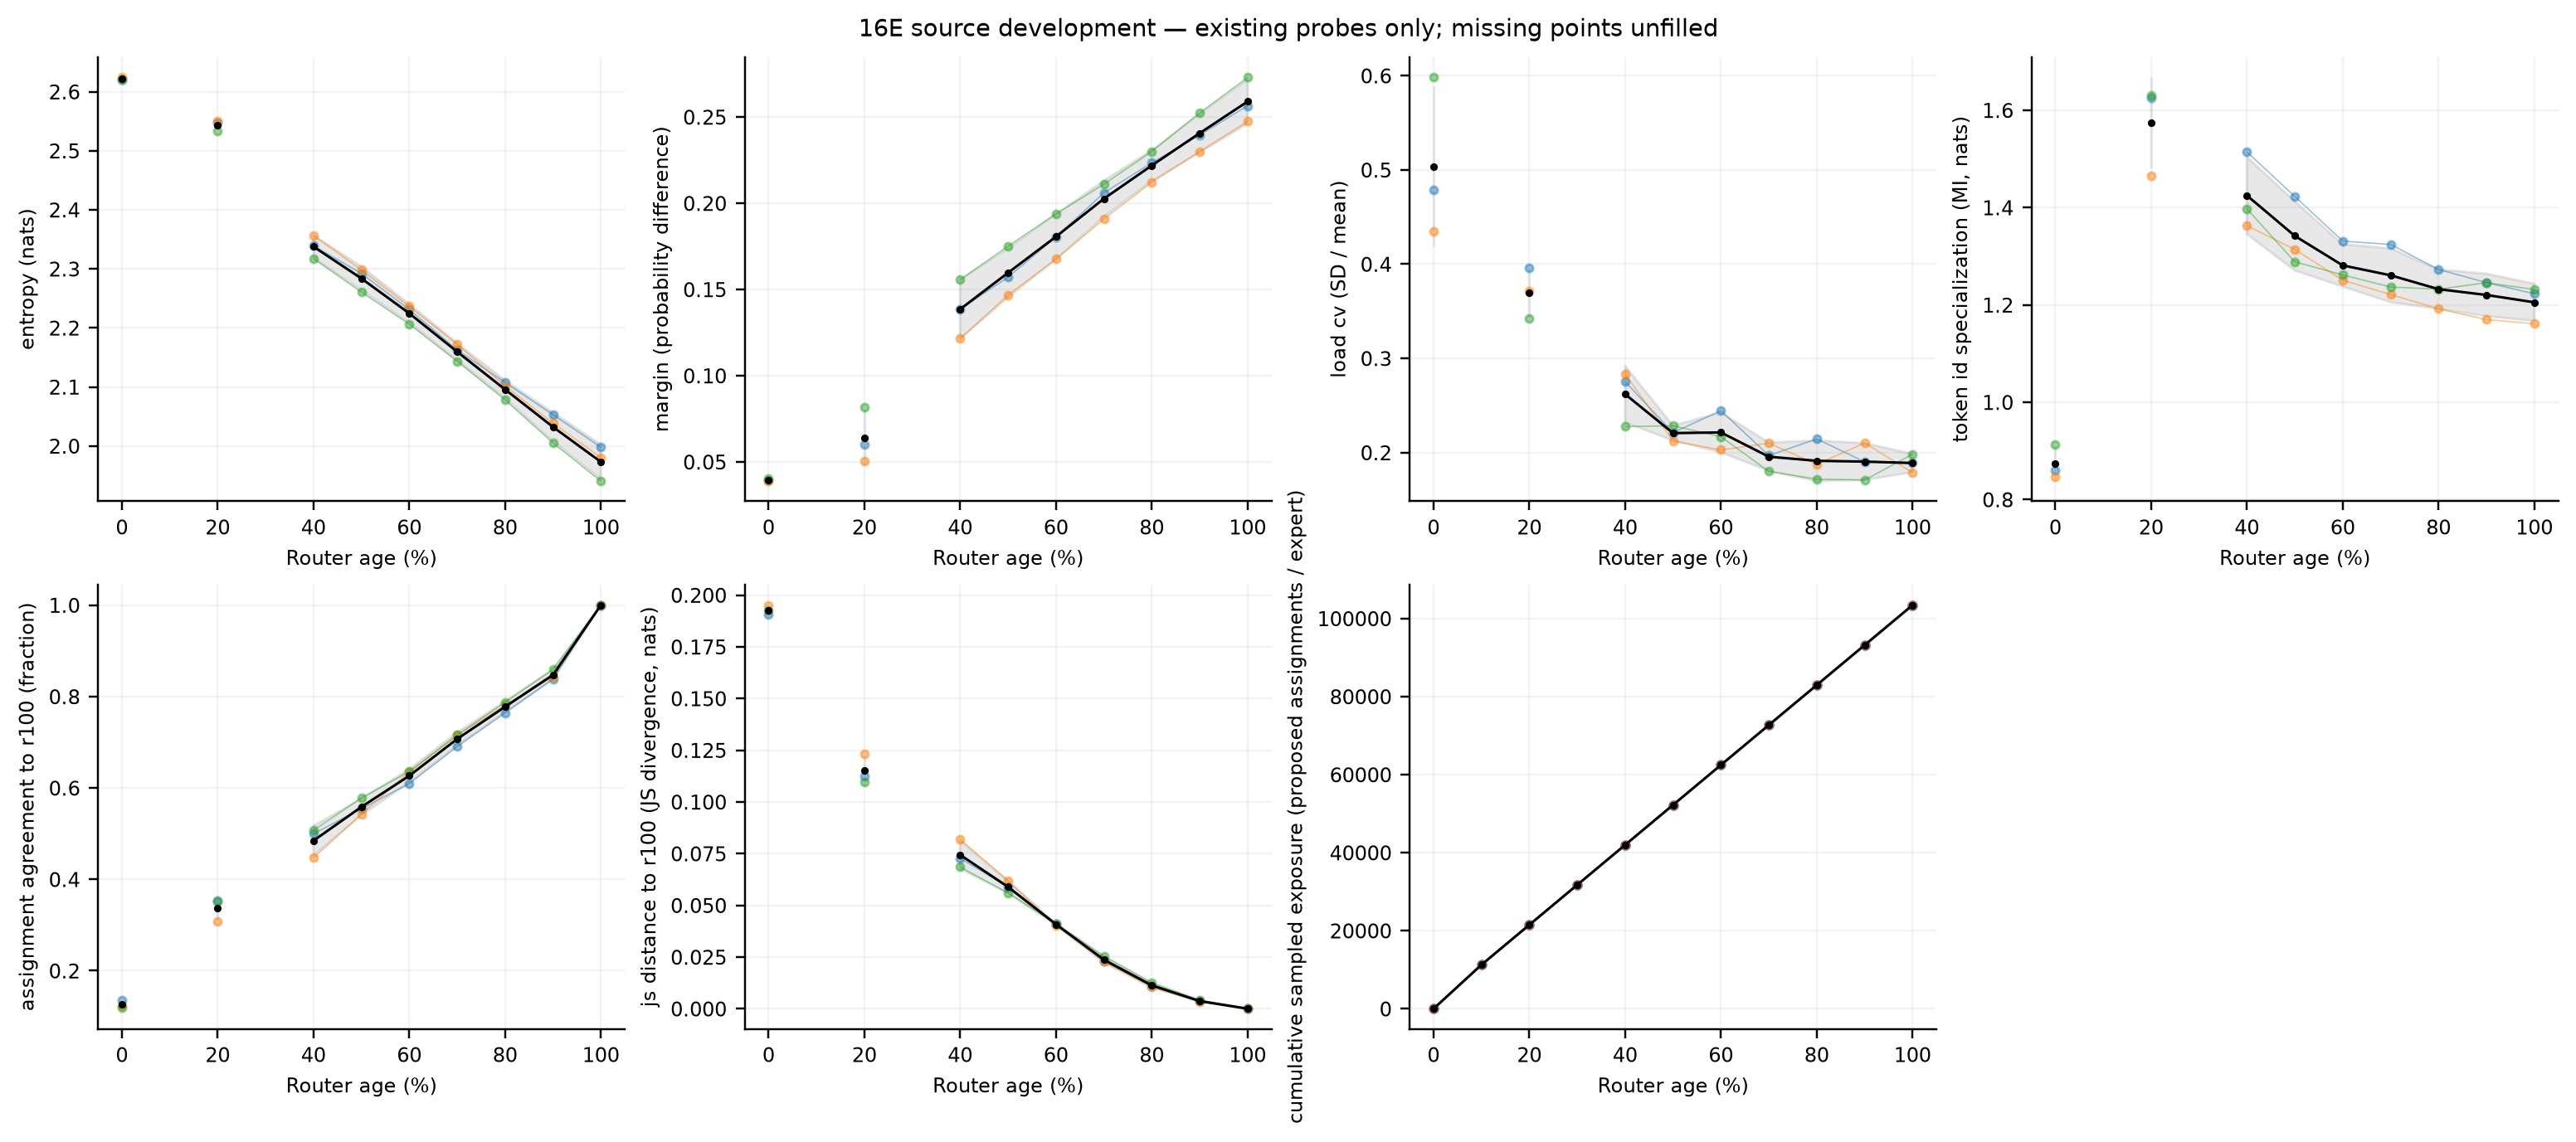 16E source development — existing probes only; missing points unfilled
entropy (nats)
2.6
2.5
2.4
2.3
2.2
2.1
2.0
0 20 40 60 80 100
Router age (%)
margin (probability difference)
0.25
0.20
0.15
0.10
0.05
0 20 40 60 80 100
Router age (%)
load cv (SD / mean)
0.6
0.5
0.4
0.3
0.2
0 20 40 60 80 100
Router age (%)
token id specialization (MI, nats)
1.6
1.4
1.2
1.0
0.8
0 20 40 60 80 100
Router age (%)
assignment agreement to r100 (fraction)
1.0
0.8
0.6
0.4
0.2
0 20 40 60 80 100
Router age (%)
js distance to r100 (JS divergence, nats)
0.200
0.175
0.150
0.125
0.100
0.075
0.050
0.025
0.000
0 20 40 60 80 100
Router age (%)
cumulative sampled exposure (proposed assignments / expert)
100000
80000
60000
40000
20000
0
0 20 40 60 80 100
Router age (%)